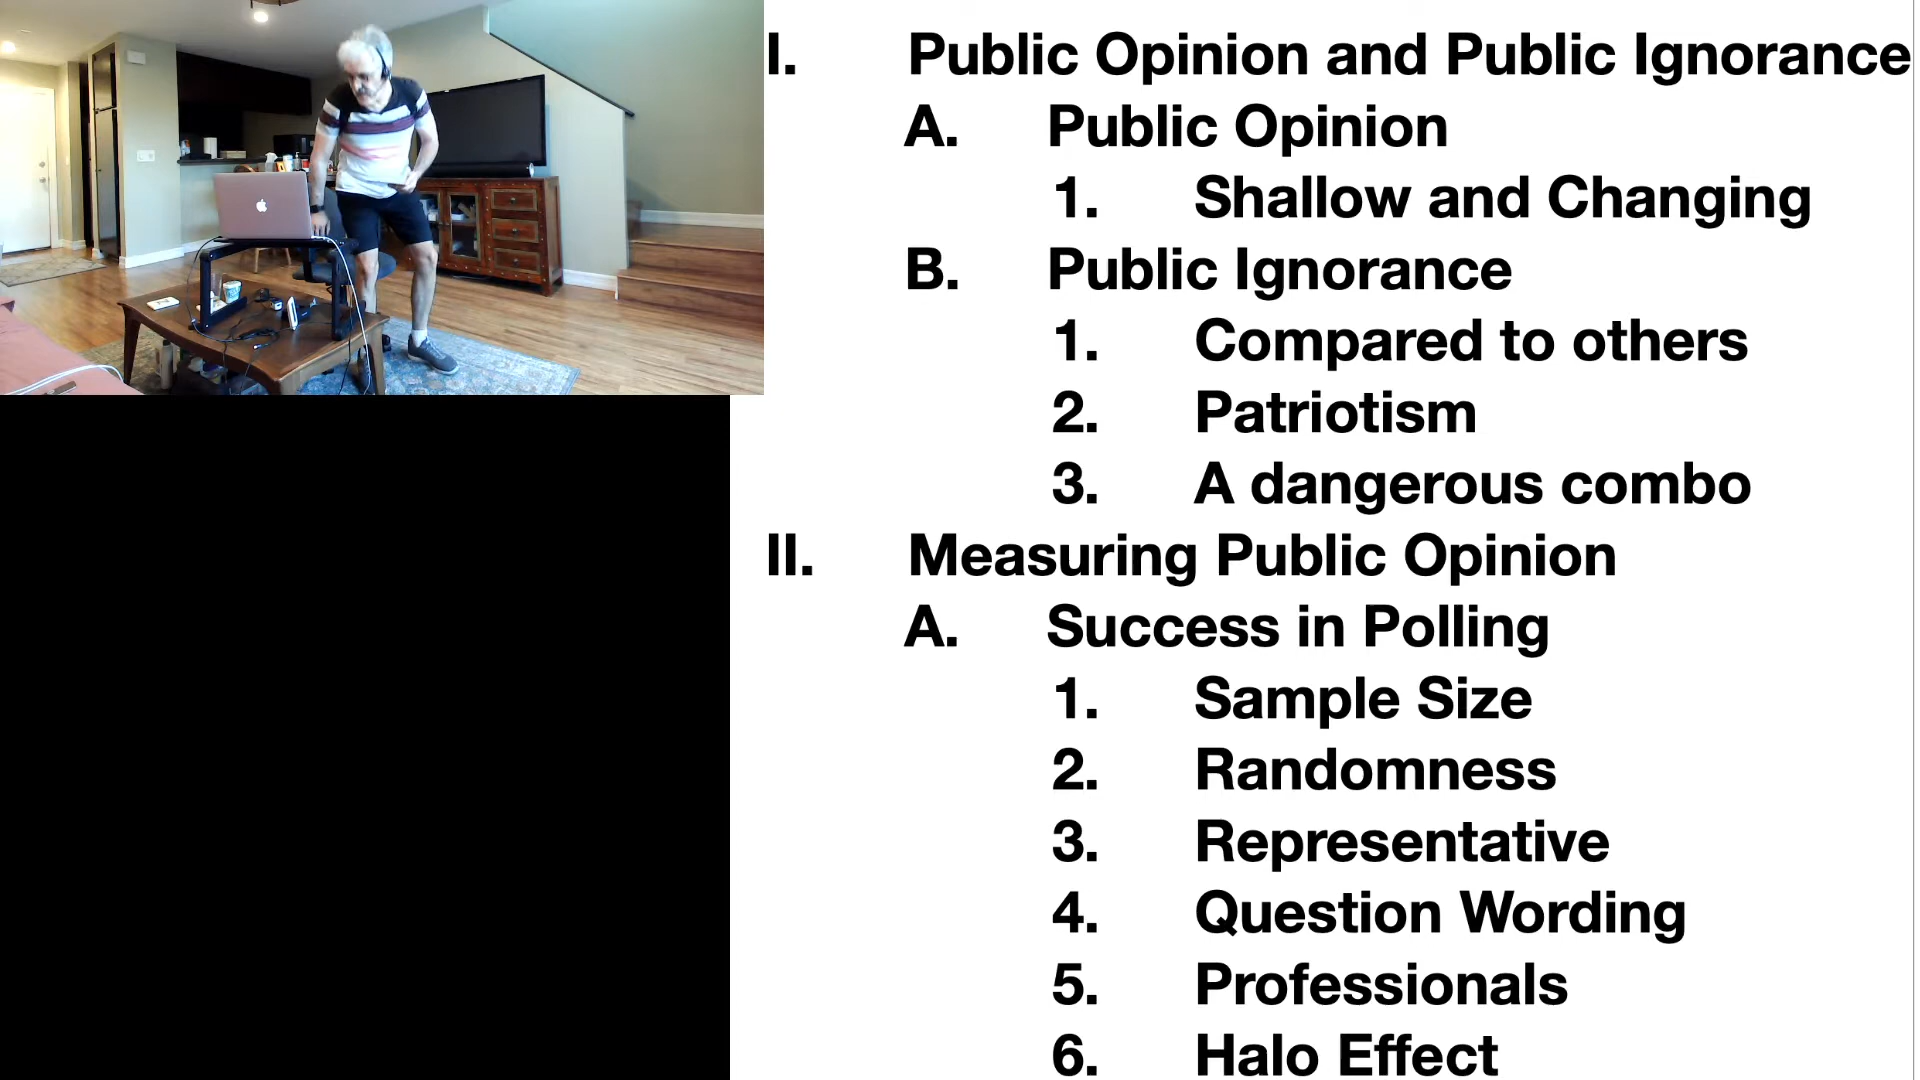 I. Public Opinion and Public Ignorance
A. Public Opinion
1. Shallow and Changing
B. Public Ignorance
1. Compared to others
2. Patriotism
3. A dangerous combo
II. Measuring Public Opinion
A. Success in Polling
1. Sample Size
2. Randomness
3. Representative
4. Question Wording
5. Professionals
6. Halo Effect